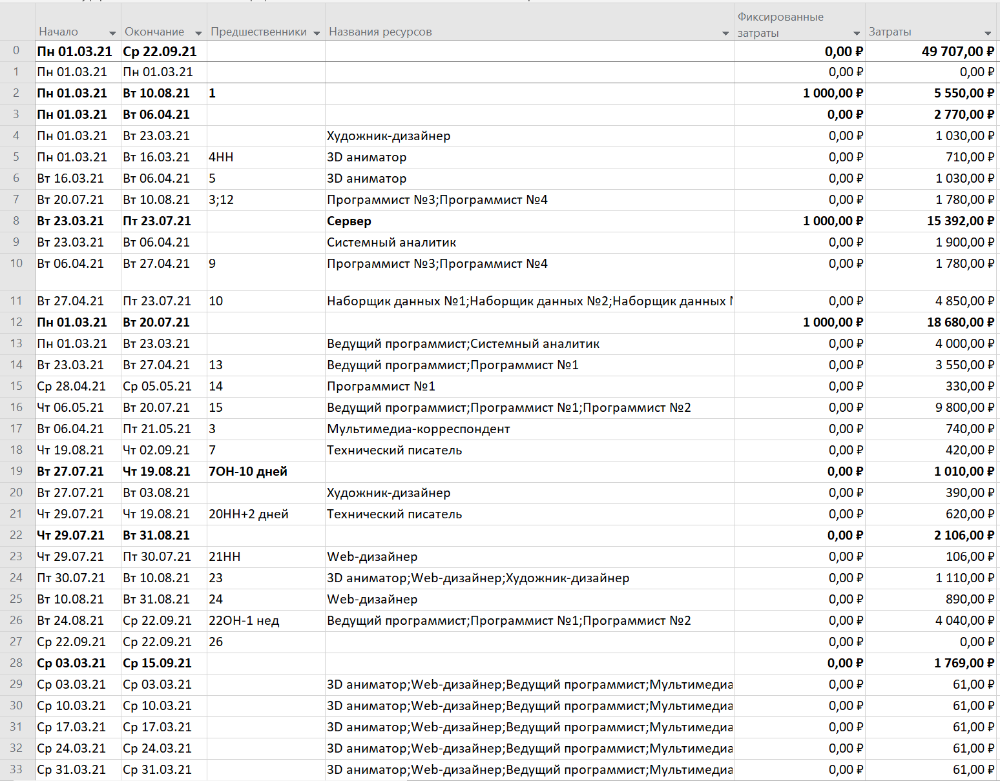 Начало Окончание Предшественники Названия ресурсов Фиксированные затраты Затраты
0 Пн 01.03.21 Ср 22.09.21 0,00 ₽ 49 707,00 ₽
1 Пн 01.03.21 Пн 01.03.21 0,00 ₽ 0,00 ₽
2 Пн 01.03.21 Вт 10.08.21 1 1 000,00 ₽ 5 550,00 ₽
3 Пн 01.03.21 Вт 06.04.21 0,00 ₽ 2 770,00 ₽
4 Пн 01.03.21 Вт 23.03.21 Художник-дизайнер 0,00 ₽ 1 030,00 ₽
5 Пн 01.03.21 Вт 16.03.21 4НН 3D аниматор 0,00 ₽ 710,00 ₽
6 Вт 16.03.21 Вт 06.04.21 5 3D аниматор 0,00 ₽ 1 030,00 ₽
7 Вт 20.07.21 Вт 10.08.21 3;12 Программист №3;Программист №4 0,00 ₽ 1 780,00 ₽
8 Вт 23.03.21 Пт 23.07.21 Сервер 1 000,00 ₽ 15 392,00 ₽
9 Вт 23.03.21 Вт 06.04.21 Системный аналитик 0,00 ₽ 1 900,00 ₽
10 Вт 06.04.21 Вт 27.04.21 9 Программист №3;Программист №4 0,00 ₽ 1 780,00 ₽
11 Вт 27.04.21 Пт 23.07.21 10 Наборщик данных №1;Наборщик данных №2;Наборщик данных 0,00 ₽ 4 850,00 ₽
12 Пн 01.03.21 Вт 20.07.21 1 000,00 ₽ 18 680,00 ₽
13 Пн 01.03.21 Вт 23.03.21 Ведущий программист;Системный аналитик 0,00 ₽ 4 000,00 ₽
14 Вт 23.03.21 Вт 27.04.21 13 Ведущий программист;Программист №1 0,00 ₽ 3 550,00 ₽
15 Ср 28.04.21 Ср 05.05.21 14 Программист №1 0,00 ₽ 330,00 ₽
16 Чт 06.05.21 Вт 20.07.21 15 Ведущий программист;Программист №1;Программист №2 0,00 ₽ 9 800,00 ₽
17 Вт 06.04.21 Пт 21.05.21 3 Мультимедиа-корреспондент 0,00 ₽ 740,00 ₽
18 Чт 19.08.21 Чт 02.09.21 7 Технический писатель 0,00 ₽ 420,00 ₽
19 Вт 27.07.21 Чт 19.08.21 7ОН-10 дней 0,00 ₽ 1 010,00 ₽
20 Вт 27.07.21 Вт 03.08.21 Художник-дизайнер 0,00 ₽ 390,00 ₽
21 Чт 29.07.21 Чт 19.08.21 20НН+2 дней Технический писатель 0,00 ₽ 620,00 ₽
22 Чт 29.07.21 Вт 31.08.21 0,00 ₽ 2 106,00 ₽
23 Чт 29.07.21 Пт 30.07.21 21НН Web-дизайнер 0,00 ₽ 106,00 ₽
24 Пт 30.07.21 Вт 10.08.21 23 3D аниматор;Web-дизайнер;Художник-дизайнер 0,00 ₽ 1 110,00 ₽
25 Вт 10.08.21 Вт 31.08.21 24 Web-дизайнер 0,00 ₽ 890,00 ₽
26 Вт 24.08.21 Ср 22.09.21 22ОН-1 нед Ведущий программист;Программист №1;Программист №2 0,00 ₽ 4 040,00 ₽
27 Ср 22.09.21 Ср 22.09.21 26 0,00 ₽ 0,00 ₽
28 Ср 03.03.21 Ср 15.09.21 0,00 ₽ 1 769,00 ₽
29 Ср 03.03.21 Ср 03.03.21 3D аниматор;Web-дизайнер;Ведущий программист;Мультимедиа 0,00 ₽ 61,00 ₽
30 Ср 10.03.21 Ср 10.03.21 3D аниматор;Web-дизайнер;Ведущий программист;Мультимедиа 0,00 ₽ 61,00 ₽
31 Ср 17.03.21 Ср 17.03.21 3D аниматор;Web-дизайнер;Ведущий программист;Мультимедиа 0,00 ₽ 61,00 ₽
32 Ср 24.03.21 Ср 24.03.21 3D аниматор;Web-дизайнер;Ведущий программист;Мультимедиа 0,00 ₽ 61,00 ₽
33 Ср 31.03.21 Ср 31.03.21 3D аниматор;Web-дизайнер;Ведущий программист;Мультимедиа 0,00 ₽ 61,00 ₽